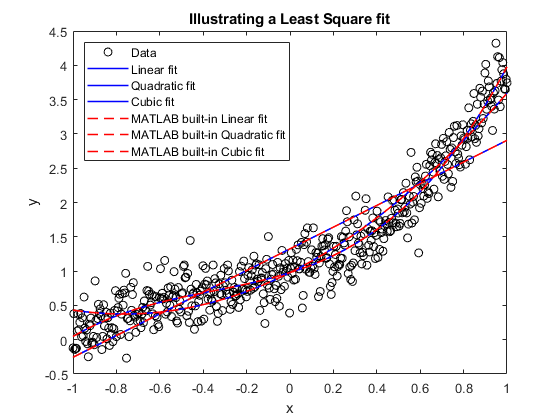 Illustrating a Least Square fit
4.5
4
3.5
3
2.5
2
1.5
1
0.5
0
-0.5
y
Data
Linear fit
Quadratic fit
Cubic fit
MATLAB built-in Linear fit
MATLAB built-in Quadratic fit
MATLAB built-in Cubic fit
-1 -0.8 -0.6 -0.4 -0.2 0 0.2 0.4 0.6 0.8 1
x